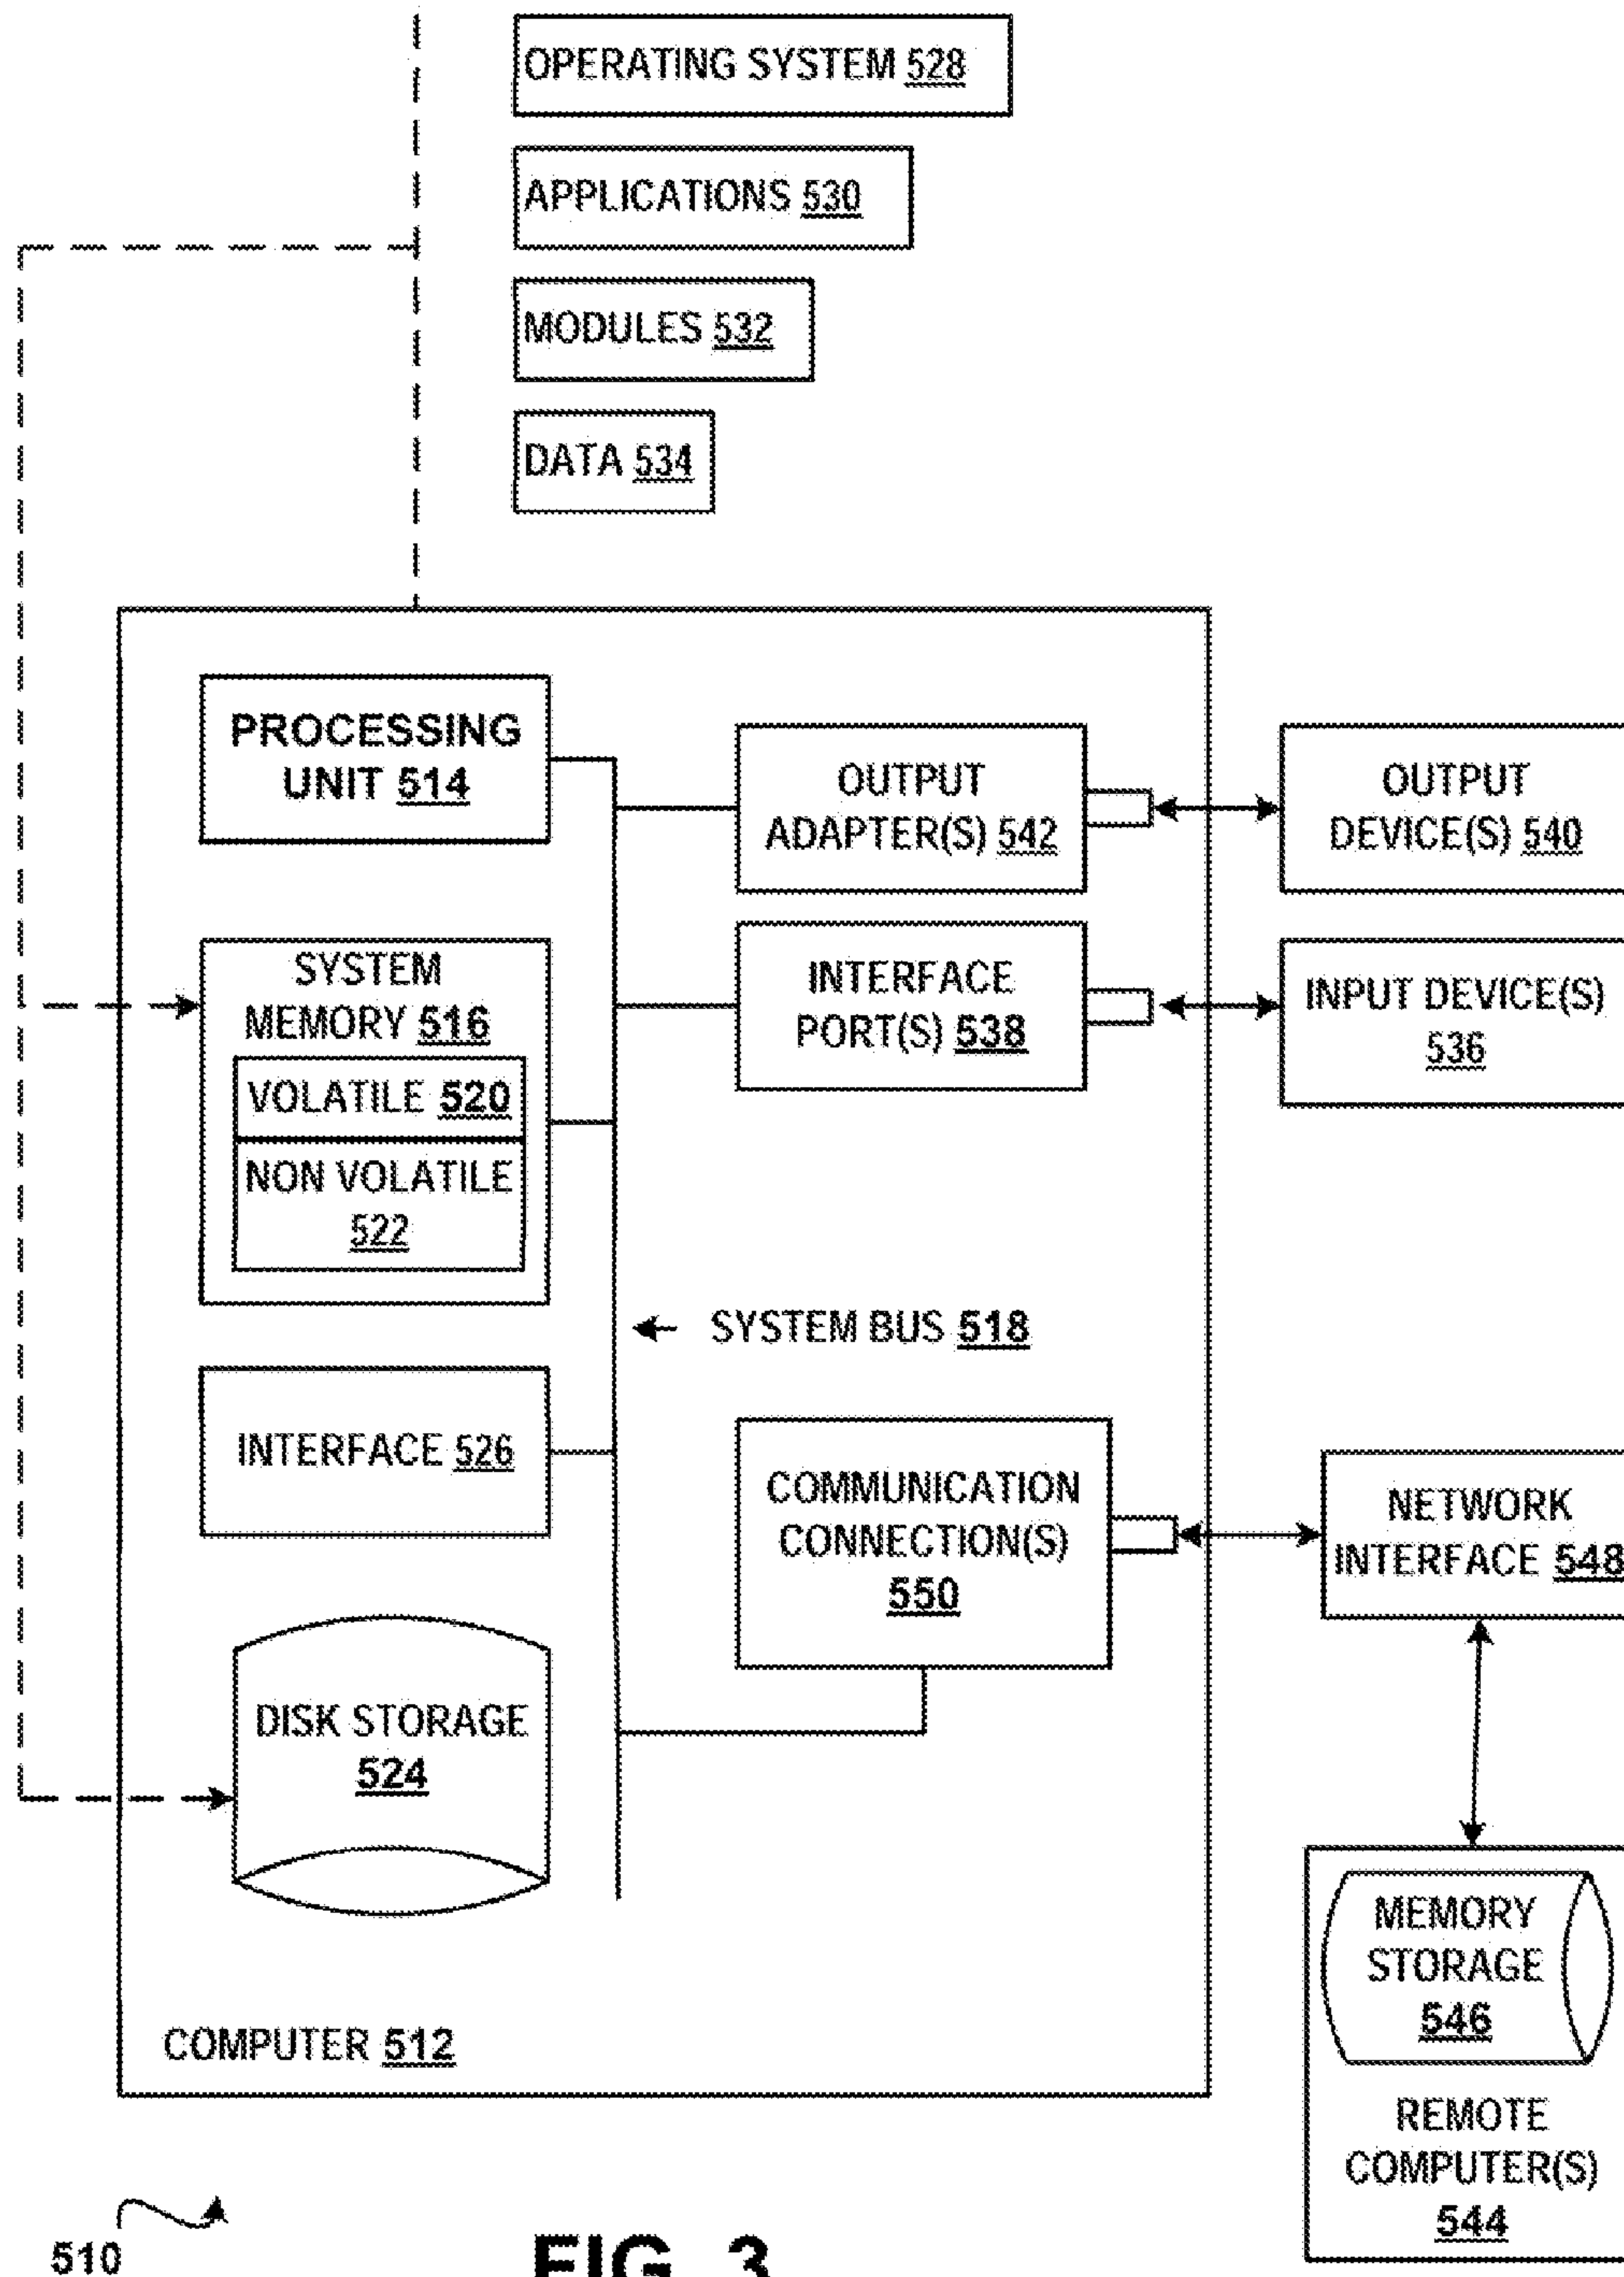 OPERATING SYSTEM 528
APPLICATIONS 530
MODULES 532
DATA 534
PROCESSING
UNIT 514
OUTPUT
ADAPTER(S) 542
OUTPUT
DEVICE(S) 540
SYSTEM
MEMORY 516
VOLATILE 520
NON VOLATILE
522
INTERFACE
PORT(S) 538
INPUT DEVICE(S)
536
SYSTEM BUS 518
INTERFACE 526
COMMUNICATION
CONNECTION(S)
550
NETWORK
INTERFACE 548
DISK STORAGE
524
MEMORY
STORAGE
546
REMOTE
COMPUTER(S)
544
COMPUTER 512
510
FIG. 3